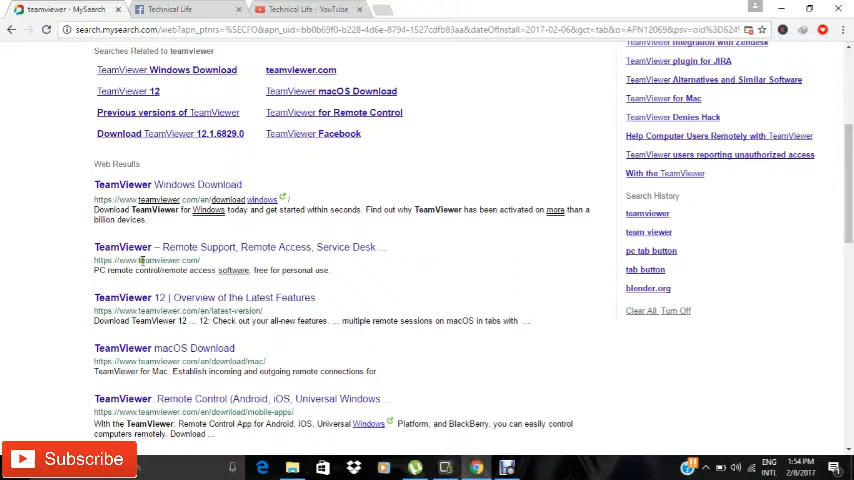 teamviewer - MySearch
Technical Life
Technical Life - YouTube
search.mysearch.com/web?apn_ptnrs=%5ECFO&apn_uid=bb0b69f0-b228-4d6e-8794-1527cdfb83aa&dateOfInstall=2017-02-06&gct=tab&o=APN12069&psv=oid%3D6245
Searches Related to teamviewer
TeamViewer Windows Download
teamviewer.com
TeamViewer 12
TeamViewer macOS Download
Previous versions of TeamViewer
TeamViewer for Remote Control
Download TeamViewer 12.1.6829.0
TeamViewer Facebook
Web Results
TeamViewer Windows Download
https://www.teamviewer.com/en/download/windows/
Download TeamViewer for Windows today and get started within seconds. Find out why TeamViewer has been activated on more than a
billion devices.
TeamViewer – Remote Support, Remote Access, Service Desk ...
https://www.teamviewer.com/
PC remote control/remote access software, free for personal use.
TeamViewer 12 | Overview of the Latest Features
https://www.teamviewer.com/en/latest-version/
Download TeamViewer 12 ... 12: Check out your all-new features. ... multiple remote sessions on macOS in tabs with ...
TeamViewer macOS Download
https://www.teamviewer.com/en/download/mac/
TeamViewer for Mac. Establish incoming and outgoing remote connections for
TeamViewer. Remote Control (Android, iOS, Universal Windows ...
https://www.teamviewer.com/en/download/mobile-apps/
With the TeamViewer: Remote Control App for Android, iOS, Universal Windows Platform, and BlackBerry, you can easily control
computers remotely. Download ...
TeamViewer Integration with Zendesk
TeamViewer plugin for JIRA
TeamViewer Alternatives and Similar Software
TeamViewer for Mac
TeamViewer Denies Hack
Help Computer Users Remotely with TeamViewer
TeamViewer users reporting unauthorized access
With the TeamViewer
Search History
teamviewer
team viewer
pc tab button
tab button
blender.org
Clear All Turn Off
Subscribe
ENG
INTL
1:54 PM
2/8/2017